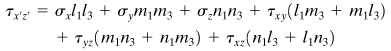 τx′z′ = σxl1l3 + σym1m3 + σzn1n3 + τxy(l1m3 + m1l3)
+ τyz(m1n3 + n1m3) + τxz(n1l3 + l1n3)